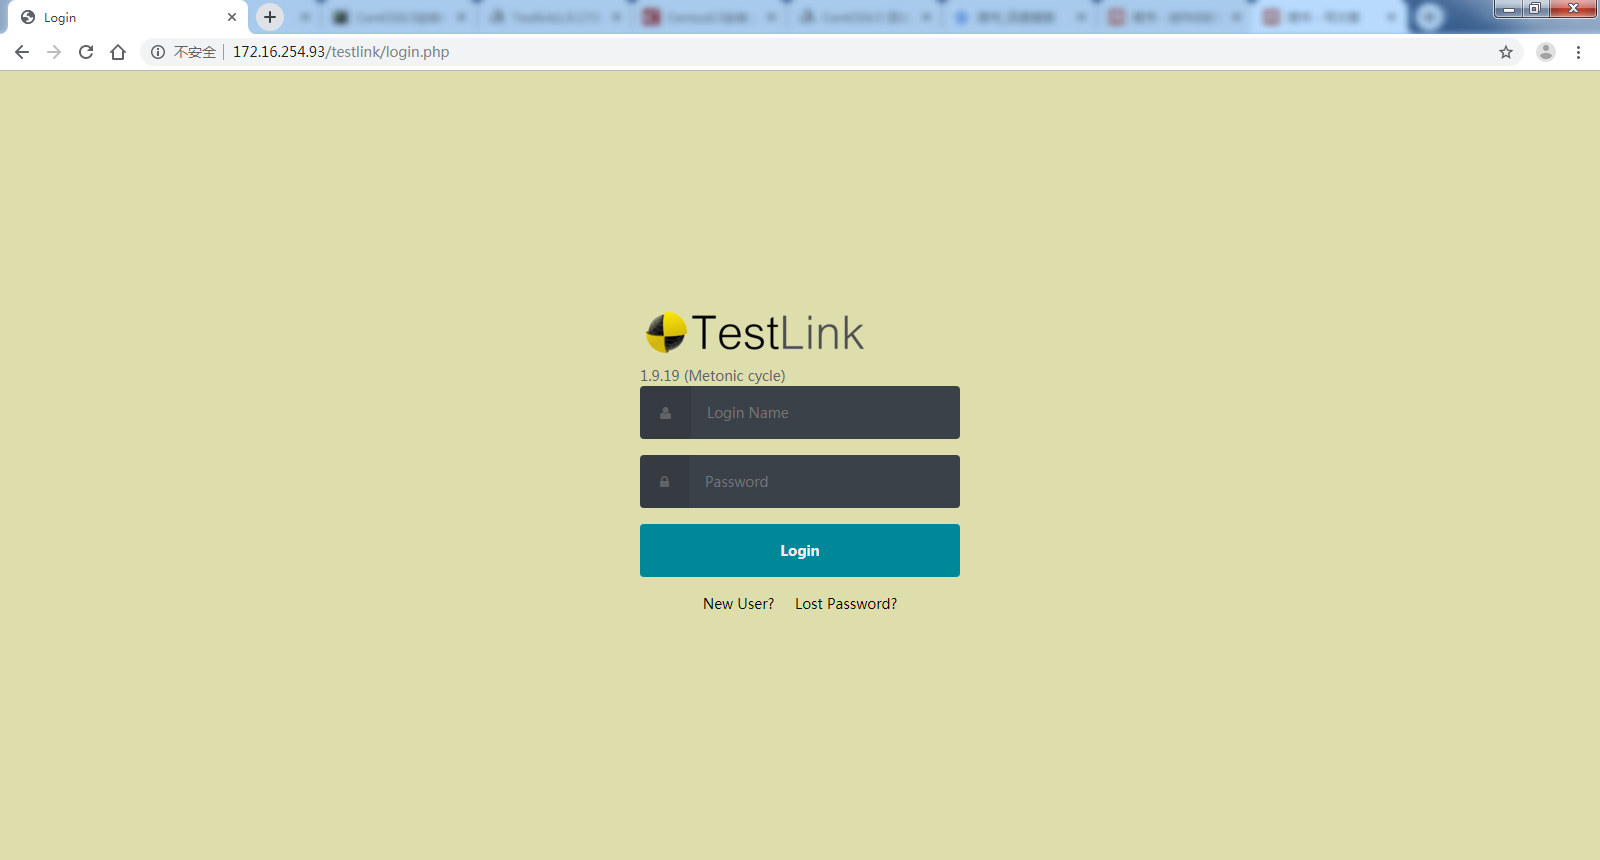 Login
不安全 172.16.254.93/testlink/login.php
TestLink
1.9.19 (Metonic cycle)
Login Name
Password
Login
New User? Lost Password?